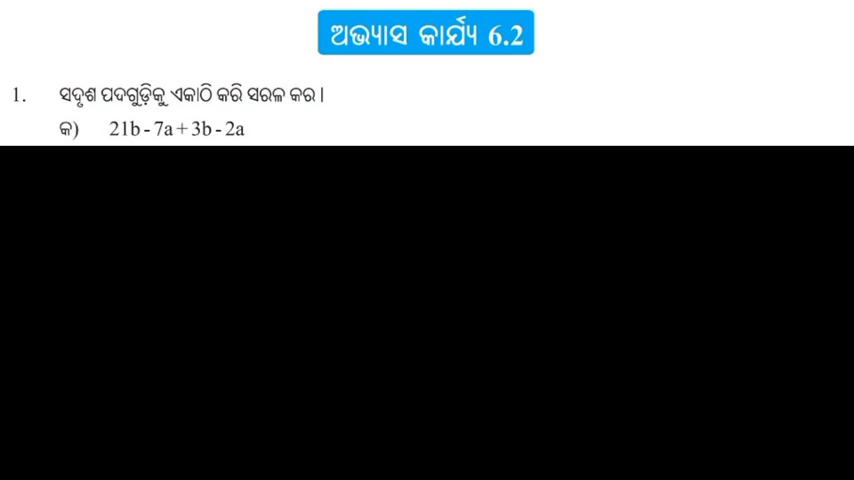 ଅଭ୍ୟାସ କାର୍ଯ୍ୟ 6.2
1. ସଦୃଶ ପଦଗୁଡ଼ିକୁ ଏକାଠି କରି ସରଳ କର ।
କ) 21b - 7a + 3b - 2a